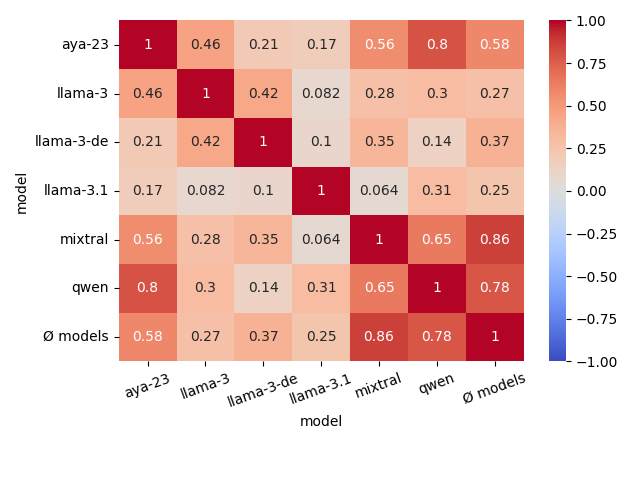 aya-23 1 0.46 0.21 0.17 0.56 0.8 0.58
llama-3 0.46 1 0.42 0.082 0.28 0.3 0.27
llama-3-de 0.21 0.42 1 0.1 0.35 0.14 0.37
llama-3.1 0.17 0.082 0.1 1 0.064 0.31 0.25
mixtral 0.56 0.28 0.35 0.064 1 0.65 0.86
qwen 0.8 0.3 0.14 0.31 0.65 1 0.78
Ø models 0.58 0.27 0.37 0.25 0.86 0.78 1
aya-23 llama-3 llama-3-de llama-3.1 mixtral qwen Ø models
model
model
1.00
0.75
0.50
0.25
0.00
−0.25
−0.50
−0.75
−1.00